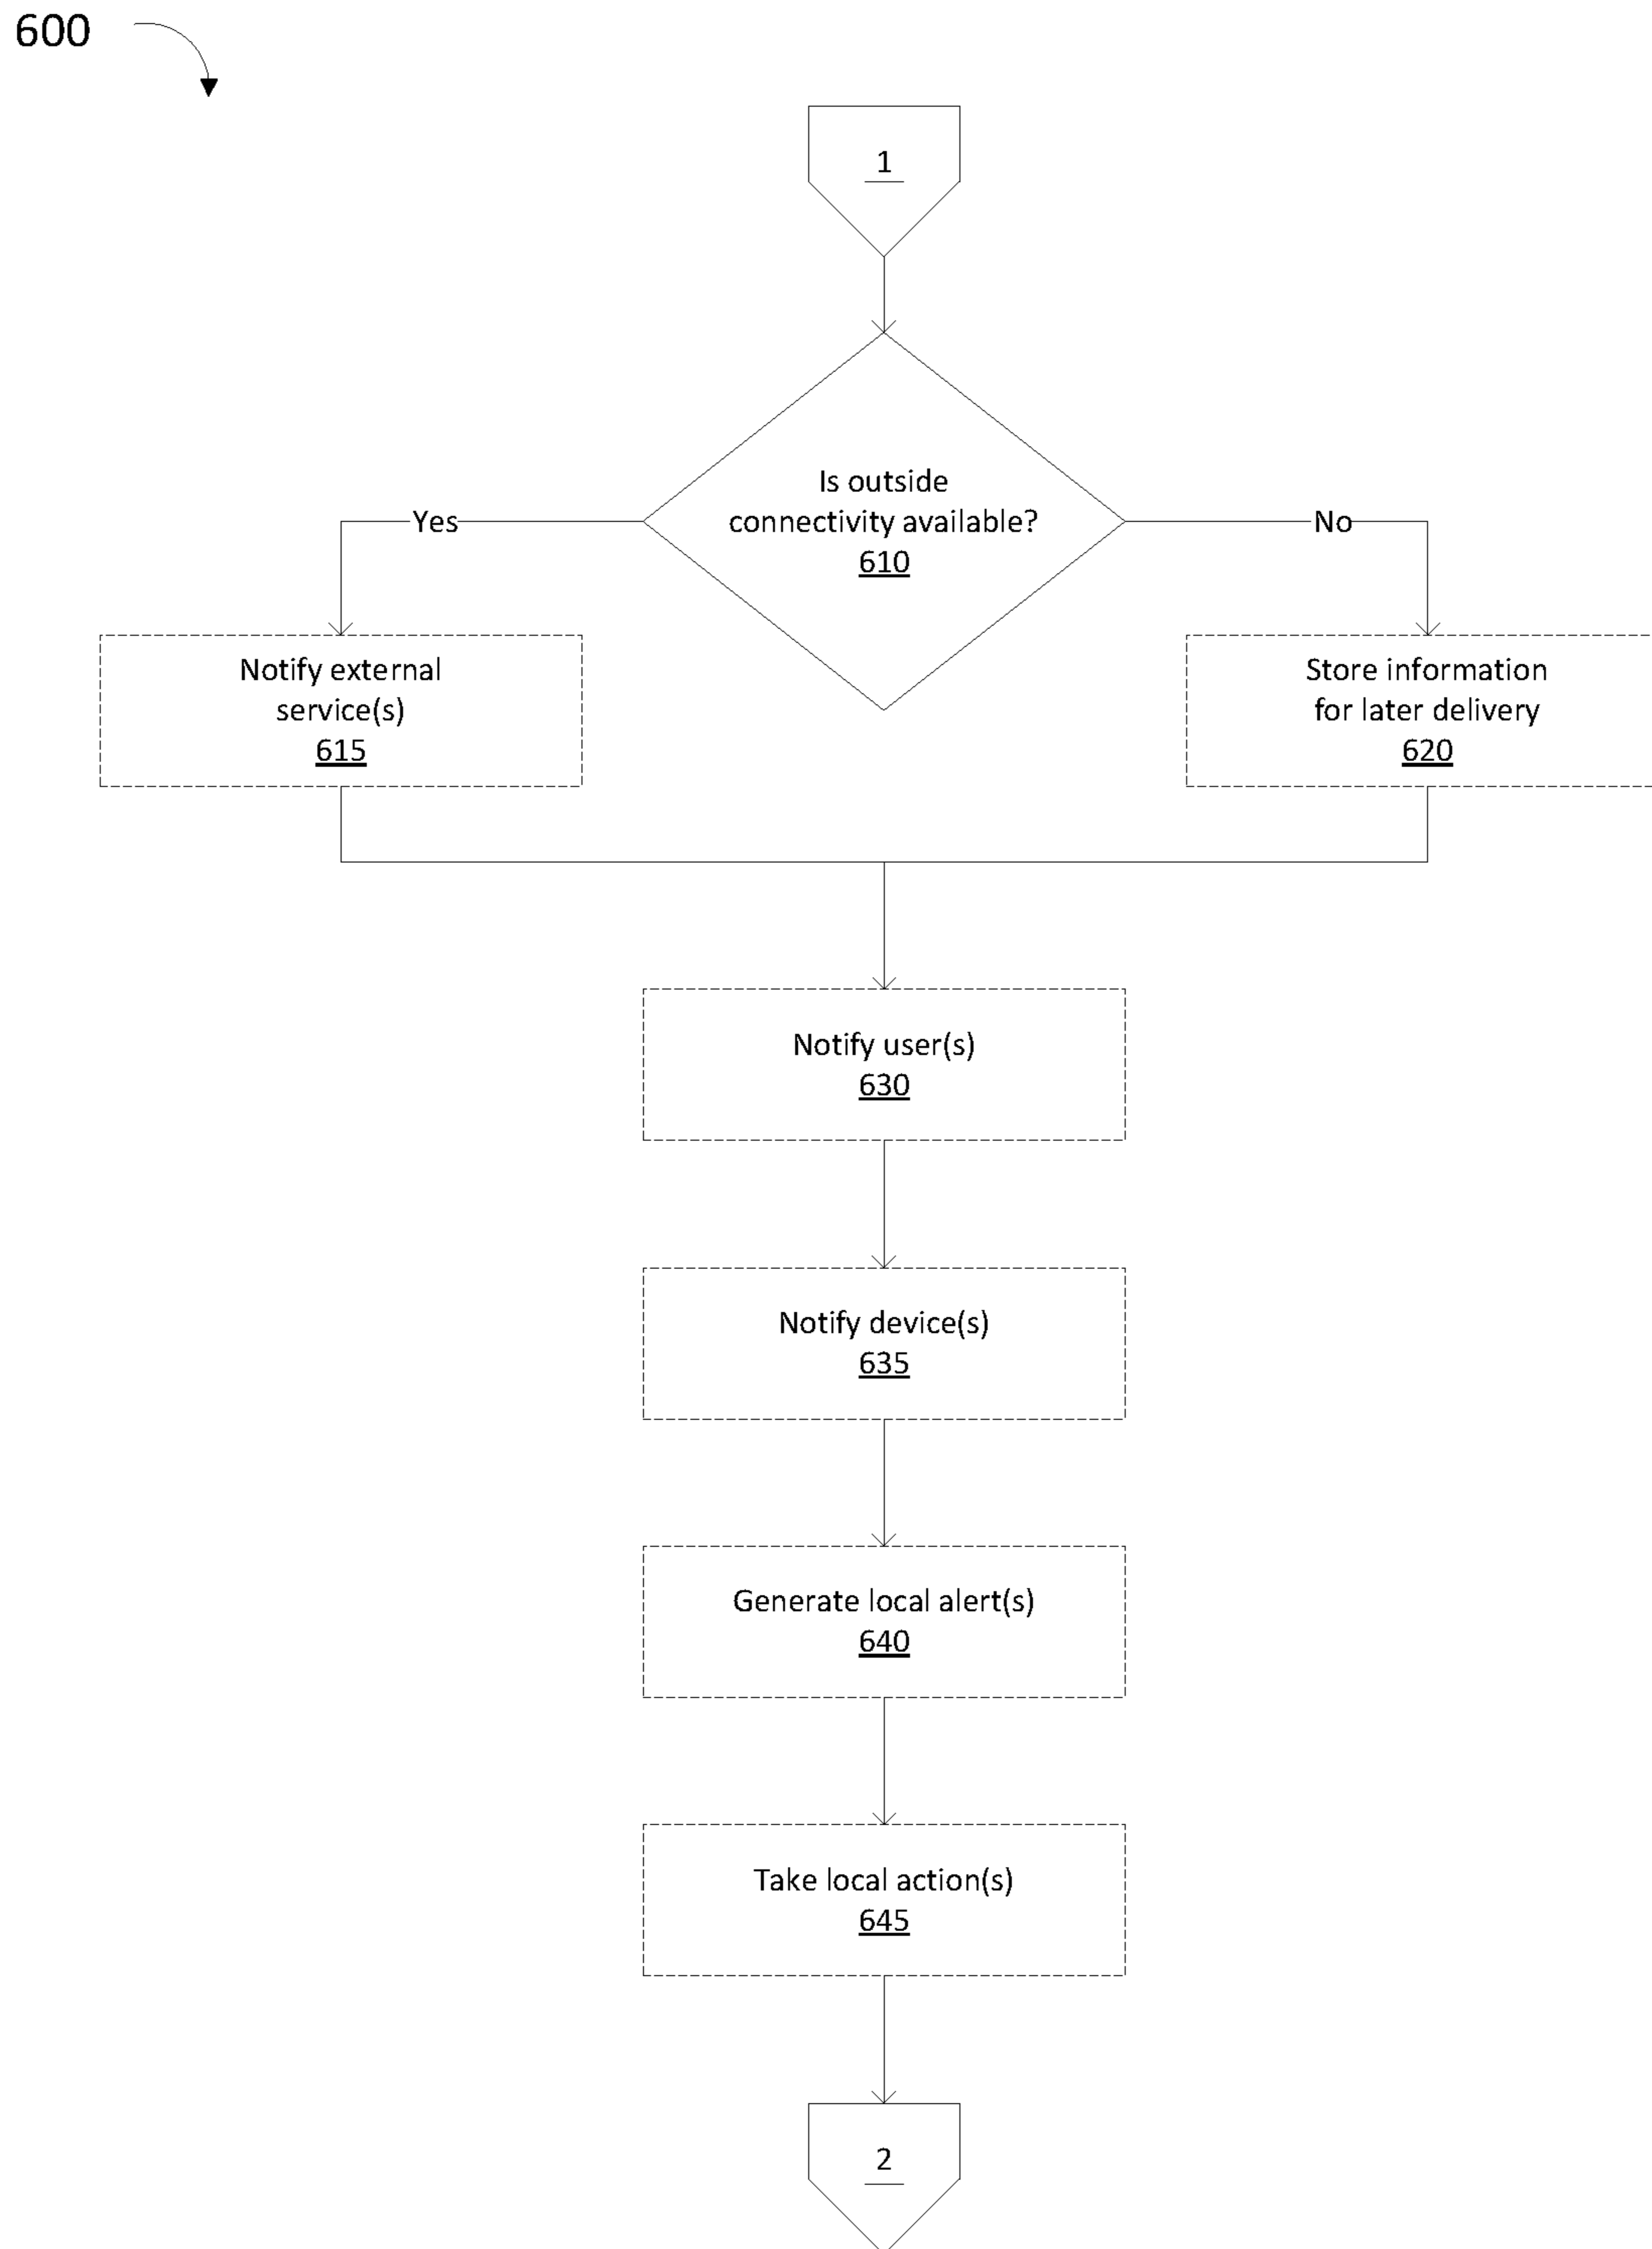 600
1
Is outside
connectivity available?
610
Yes
No
Notify external
service(s)
615
Store information
for later delivery
620
Notify user(s)
630
Notify device(s)
635
Generate local alert(s)
640
Take local action(s)
645
2